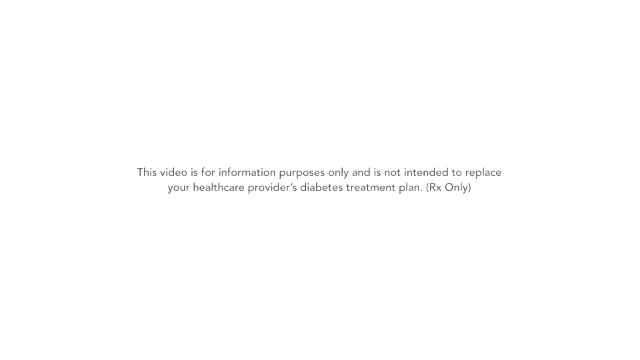 This video is for information purposes only and is not intended to replace
your healthcare provider’s diabetes treatment plan. (Rx Only)